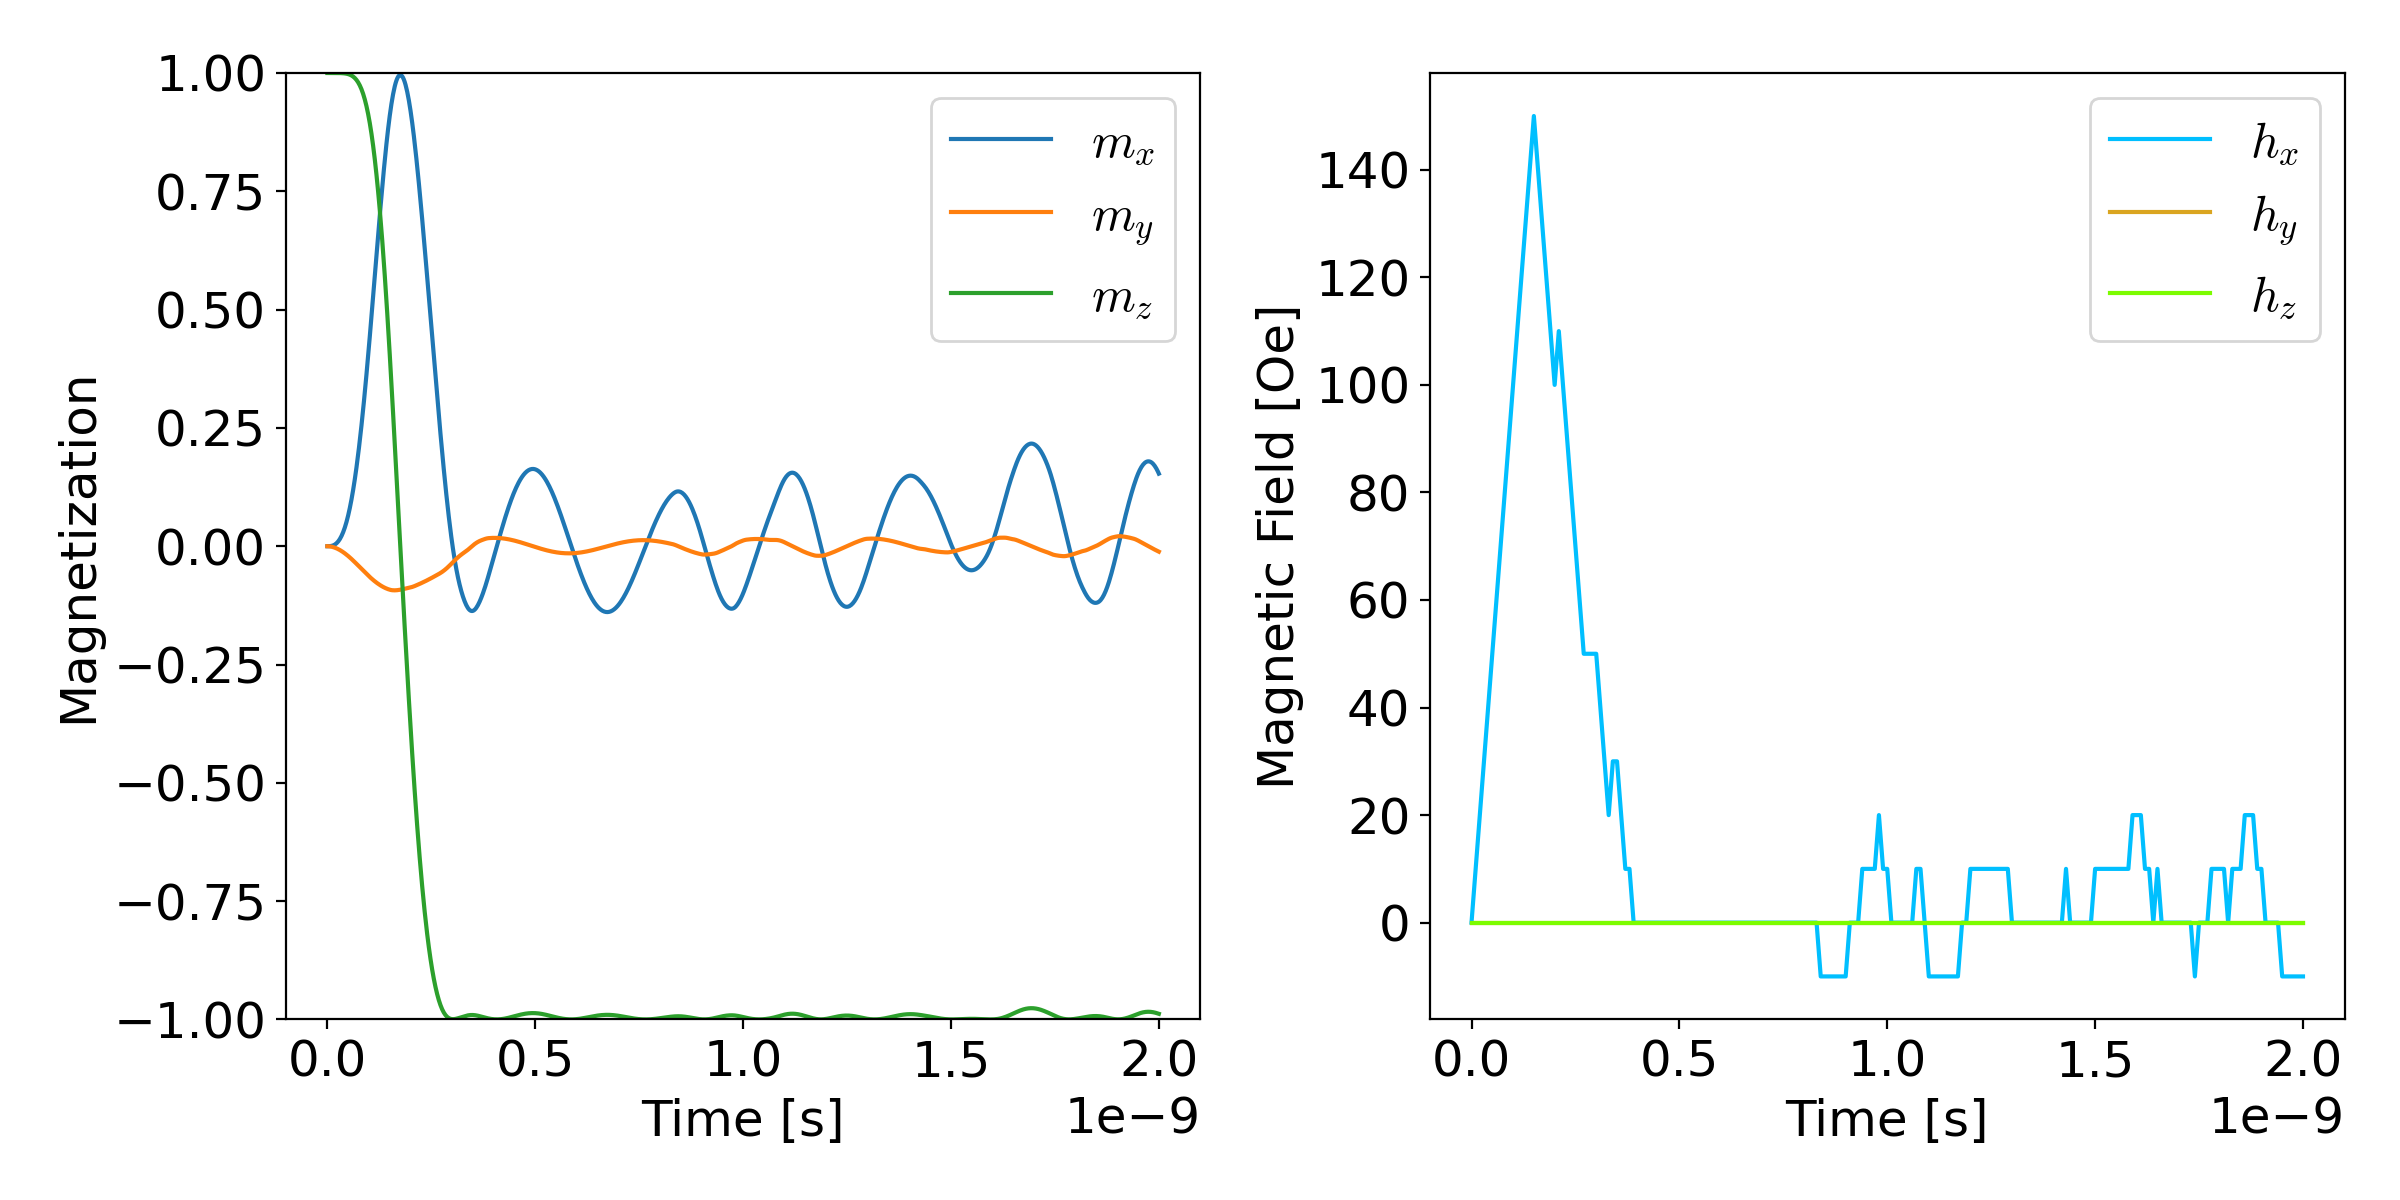 Magnetization
1.00
0.75
0.50
0.25
0.00
−0.25
−0.50
−0.75
−1.00
0.0 0.5 1.0 1.5 2.0
Time [s]
1e−9
m_x
m_y
m_z
Magnetic Field [Oe]
140
120
100
80
60
40
20
0
0.0 0.5 1.0 1.5 2.0
Time [s]
1e−9
h_x
h_y
h_z